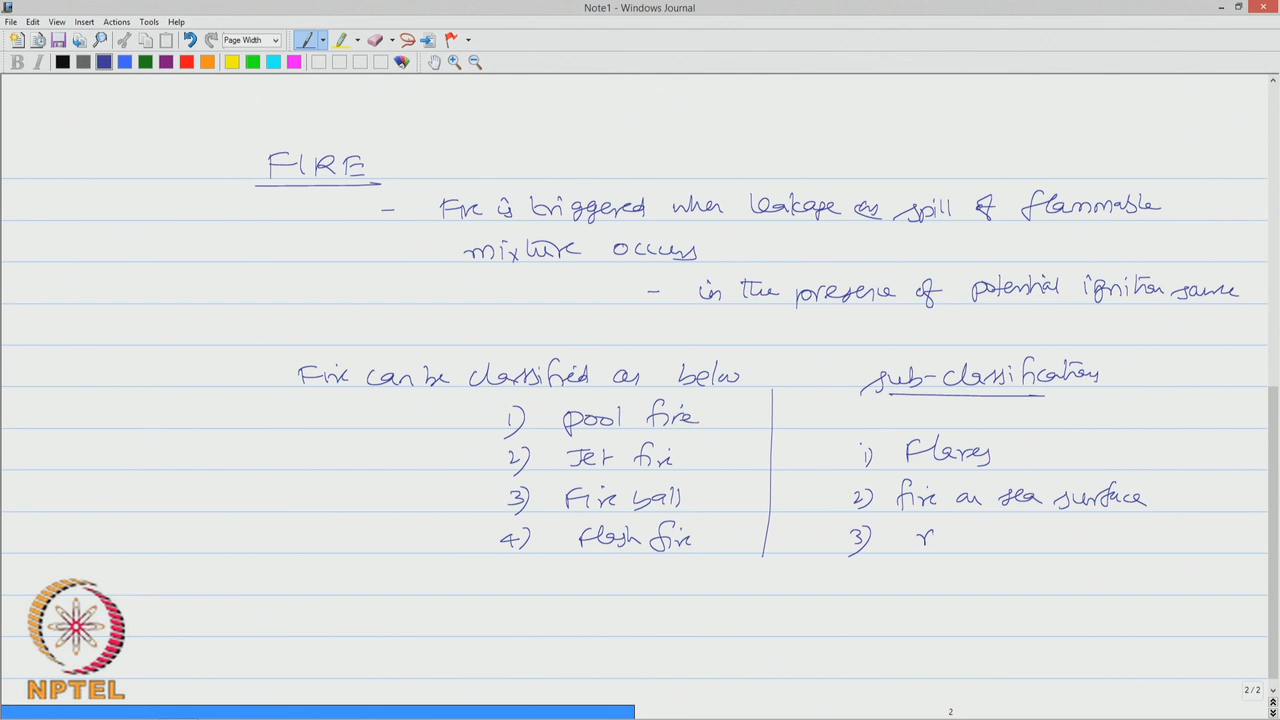 Note1 - Windows Journal
File Edit View Insert Actions Tools Help
Page Width
FIRE
- Fire is triggered when leakage or spill of flammable
mixture occurs
- in the presence of potential ignition source
Fire can be classified as below
1) pool fire
2) Jet fire
3) Fire ball
4) Flash fire
sub-classification
1) Flares
2) fire on sea surface
3) r
NPTEL
2 / 2
2